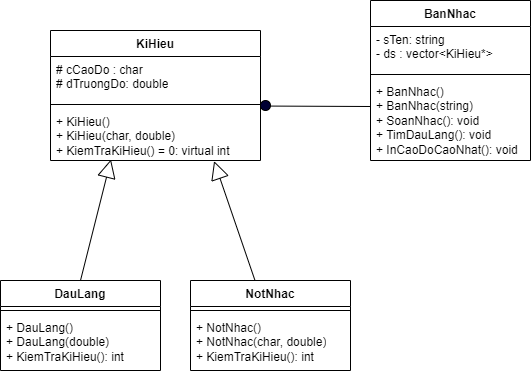 KiHieu
# cCaoDo : char
# dTruongDo: double
+ KiHieu()
+ KiHieu(char, double)
+ KiemTraKiHieu() = 0: virtual int
BanNhac
- sTen: string
- ds : vector<KiHieu*>
+ BanNhac()
+ BanNhac(string)
+ SoanNhac(): void
+ TimDauLang(): void
+ InCaoDoCaoNhat(): void
DauLang
+ DauLang()
+ DauLang(double)
+ KiemTraKiHieu(): int
NotNhac
+ NotNhac()
+ NotNhac(char, double)
+ KiemTraKiHieu(): int